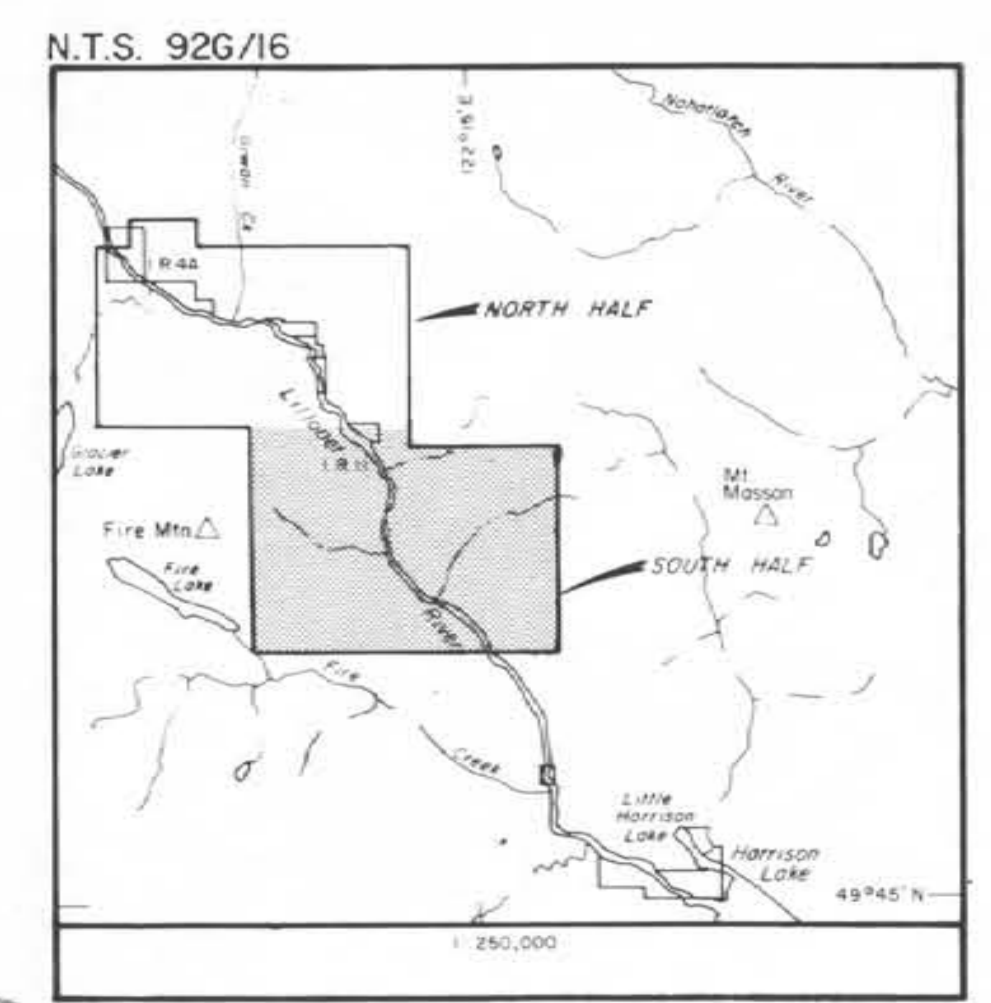 N.T.S. 92G/16
Nahatlatch
River
122°15'E
I R 4A
NORTH HALF
Lillooet
Glacier
Lake
Mt
Masson
Fire Mtn
SOUTH HALF
Fire
Lake
River
Fire
Creek
Little
Harrison
Lake
Harrison
Lake
49°45' N
1 250,000